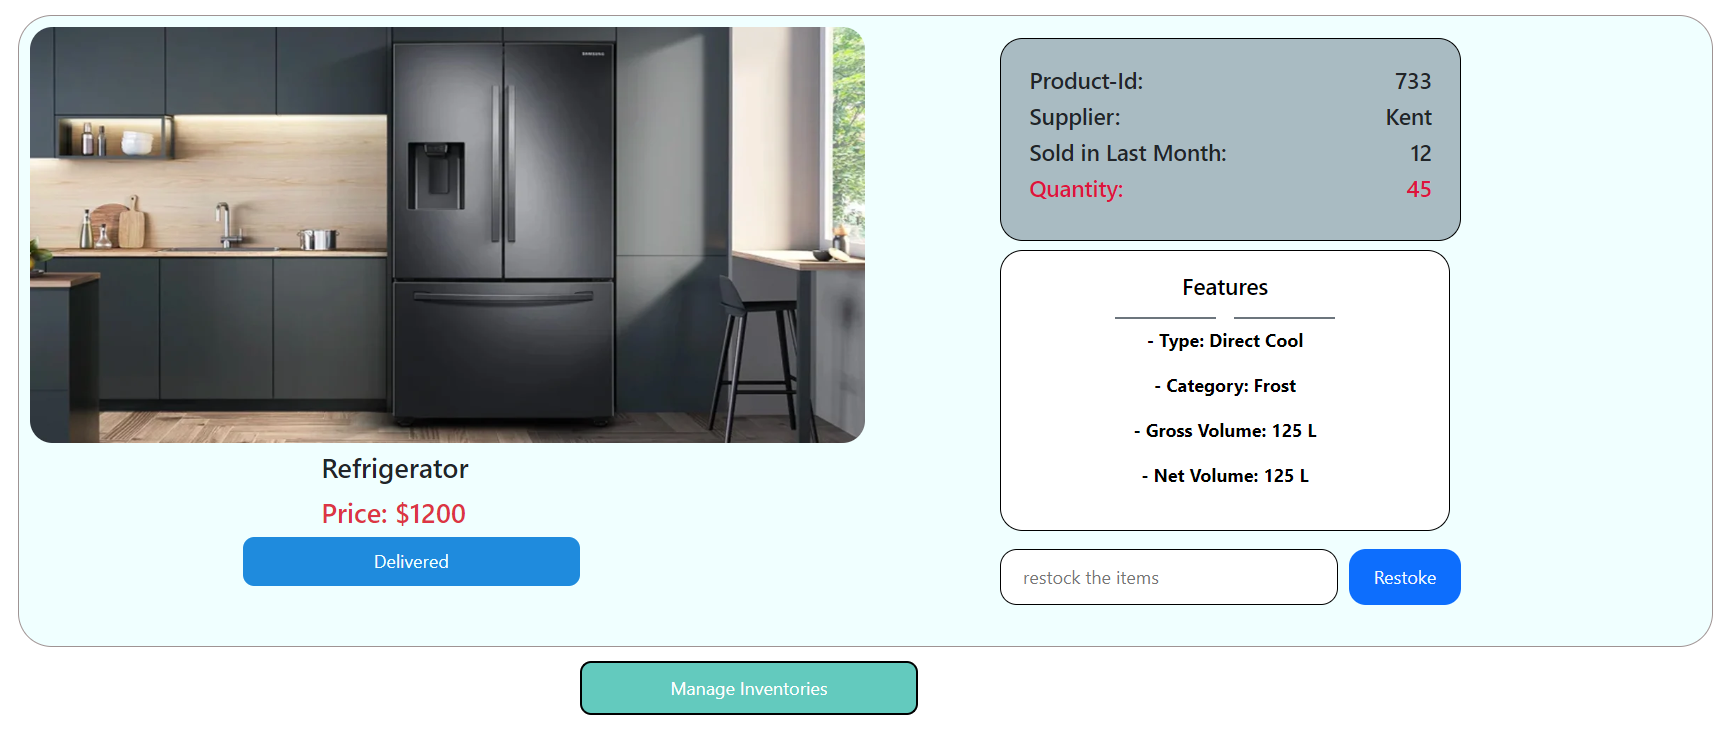 SAMSUNG
Refrigerator
Price: $1200
Delivered
Product-Id: 733
Supplier: Kent
Sold in Last Month: 12
Quantity: 45
Features
- Type: Direct Cool
- Category: Frost
- Gross Volume: 125 L
- Net Volume: 125 L
restock the items
Restoke
Manage Inventories